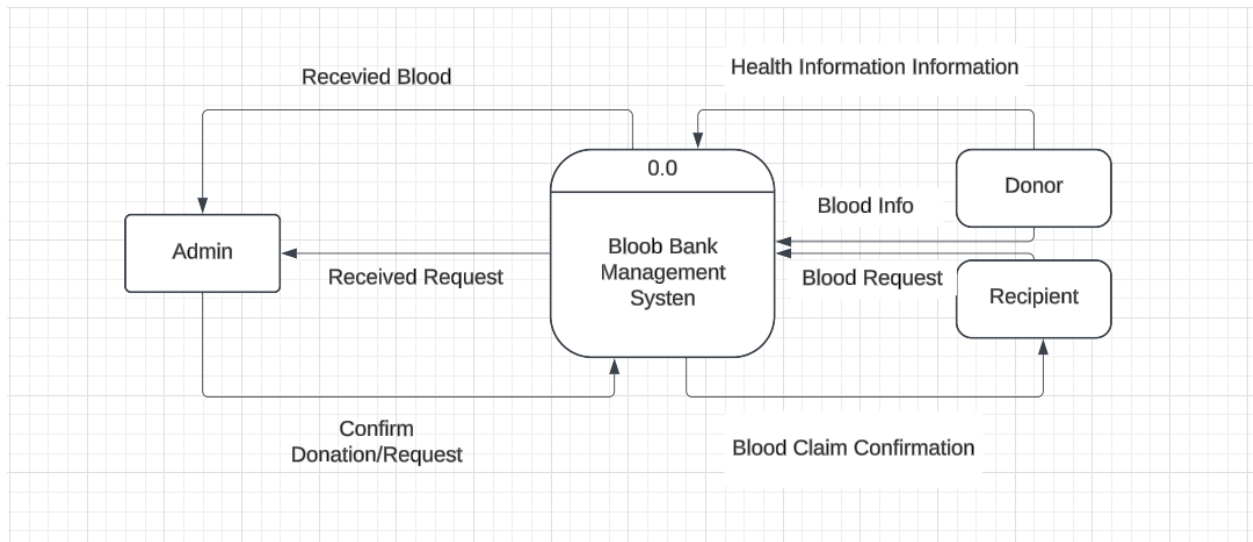 Recevied Blood
Health Information Information
0.0
Donor
Blood Info
Admin
Bloob Bank
Management
Systen
Received Request
Blood Request
Recipient
Confirm
Donation/Request
Blood Claim Confirmation